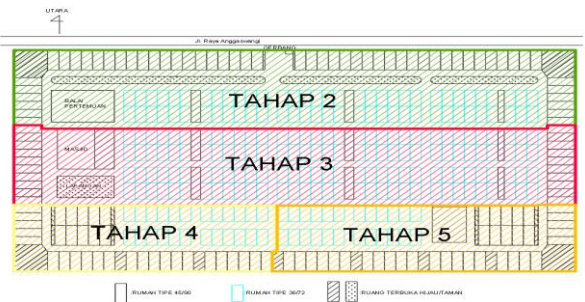 UTARA
Jl. Raya Anggaswangi
GERBANG
BALAI
PERTEMUAN
TAHAP 2
MASJID
TAHAP 3
LAPANGAN
TAHAP 4
TAHAP 5
RUMAH TIPE 45/90
RUMAH TIPE 36/72
RUANG TERBUKA HIJAU/TAMAN